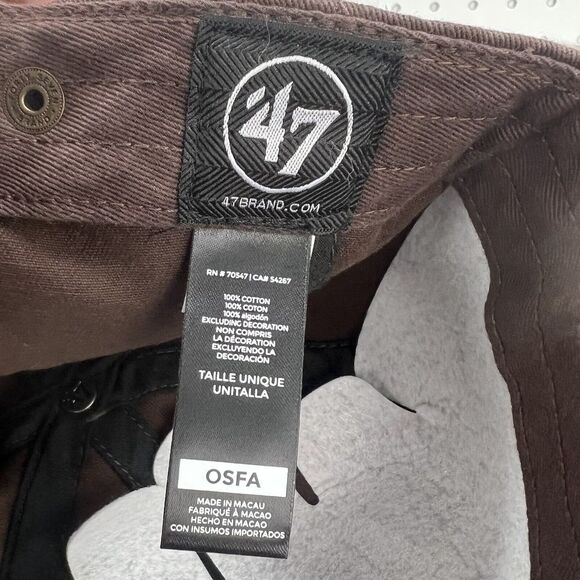 '47
47BRAND.COM
RN # 70547 | CA# 54267
100% COTTON
100% COTON
100% algodón
EXCLUDING DECORATION
NON COMPRIS
LA DÉCORATION
EXCLUYENDO LA
DECORACIÓN
TAILLE UNIQUE
UNITALLA
OSFA
MADE IN MACAU
FABRIQUÉ À MACAO
HECHO EN MACAO
CON INSUMOS IMPORTADOS